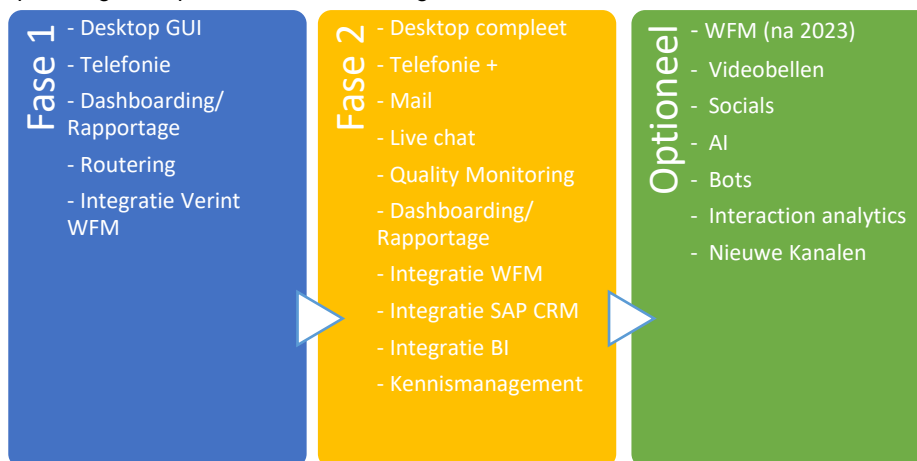 Fase 1
- Desktop GUI
- Telefonie
- Dashboarding/
Rapportage
- Routering
- Integratie Verint
WFM
Fase 2
- Desktop compleet
- Telefonie +
- Mail
- Live chat
- Quality Monitoring
- Dashboarding/
Rapportage
- Integratie WFM
- Integratie SAP CRM
- Integratie BI
- Kennismanagement
Optioneel
- WFM (na 2023)
- Videobellen
- Socials
- AI
- Bots
- Interaction analytics
- Nieuwe Kanalen